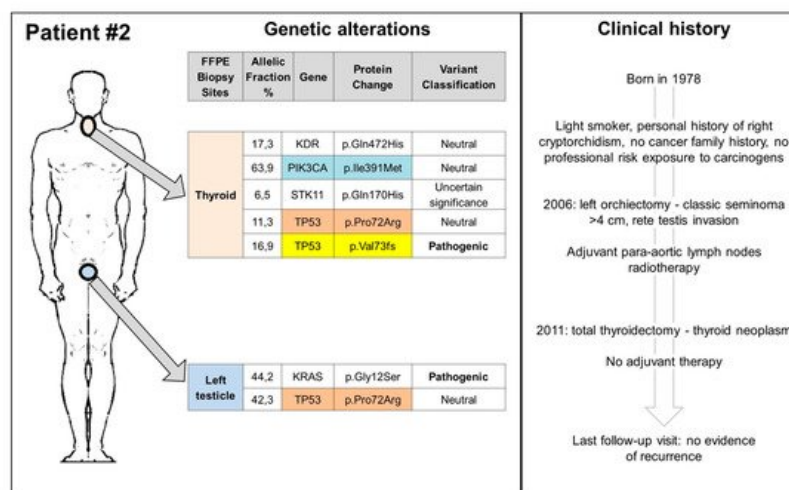 Patient #2
Genetic alterations
FFPE Biopsy Sites | Allelic Fraction % | Gene | Protein Change | Variant Classification
Thyroid
17,3 KDR p.Gln472His Neutral
63,9 PIK3CA p.Ile391Met Neutral
6,5 STK11 p.Gln170His Uncertain significance
11,3 TP53 p.Pro72Arg Neutral
16,9 TP53 p.Val73fs Pathogenic
Left testicle
44,2 KRAS p.Gly12Ser Pathogenic
42,3 TP53 p.Pro72Arg Neutral
Clinical history
Born in 1978
Light smoker, personal history of right
cryptorchidism, no cancer family history, no
professional risk exposure to carcinogens
2006: left orchiectomy - classic seminoma
>4 cm, rete testis invasion
Adjuvant para-aortic lymph nodes
radiotherapy
2011: total thyroidectomy - thyroid neoplasm
No adjuvant therapy
Last follow-up visit: no evidence
of recurrence